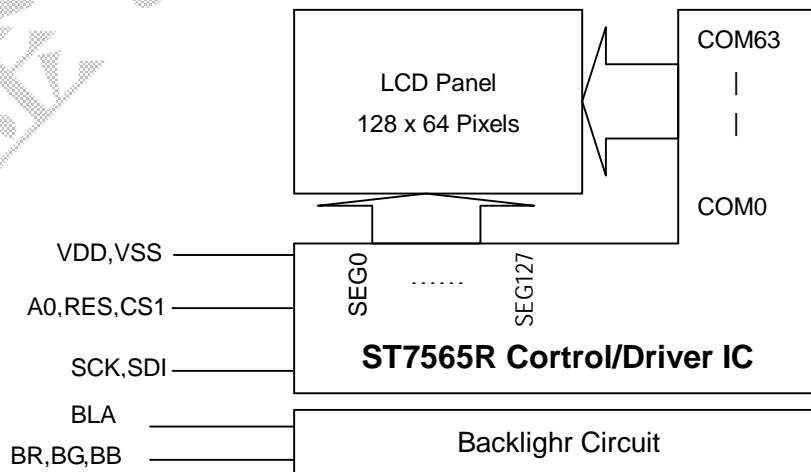 COM63
LCD Panel
|
128 x 64 Pixels
|
COM0
VDD,VSS
SEG0
......
SEG127
A0,RES,CS1
ST7565R Cortrol/Driver IC
SCK,SDI
BLA
Backlighr Circuit
BR,BG,BB